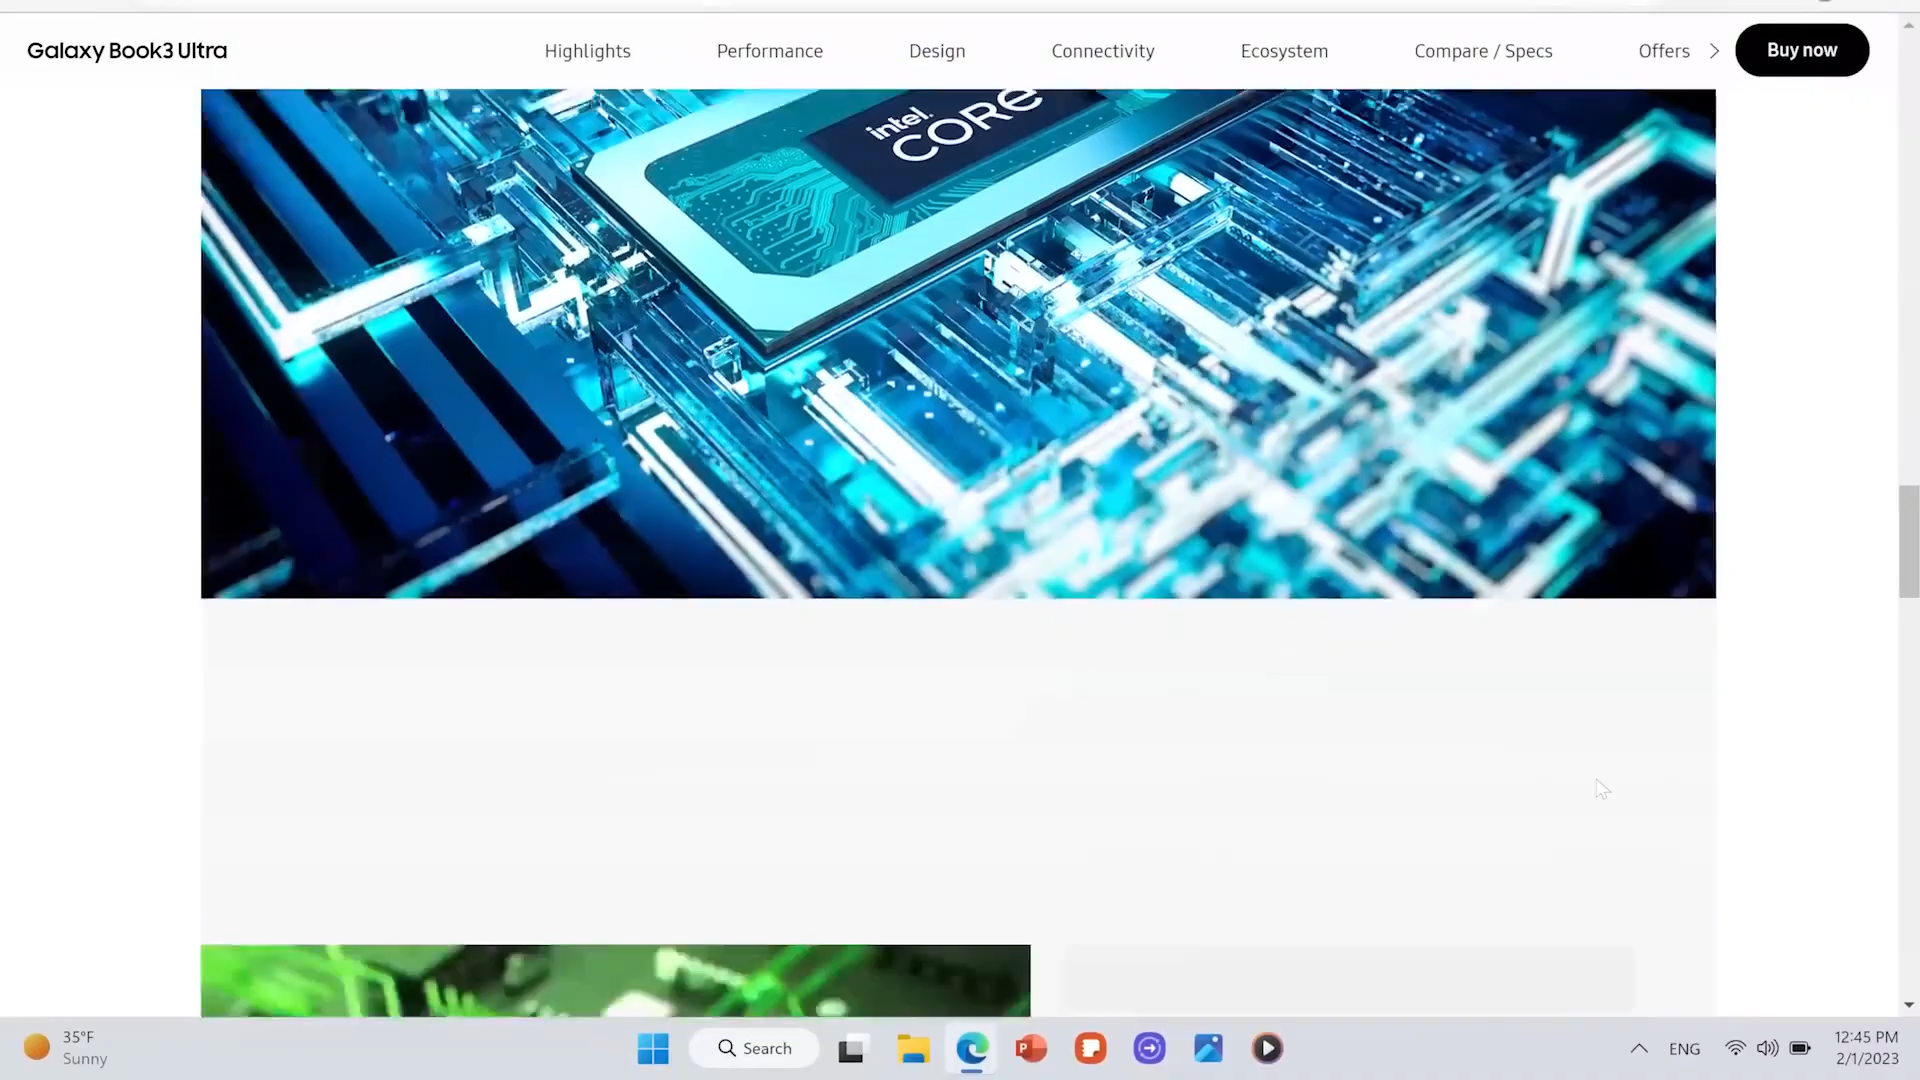 Galaxy Book3 Ultra
Highlights
Performance
Design
Connectivity
Ecosystem
Compare / Specs
Offers
Buy now
intel.
CORE
35°F
Sunny
Search
ENG
12:45 PM
2/1/2023